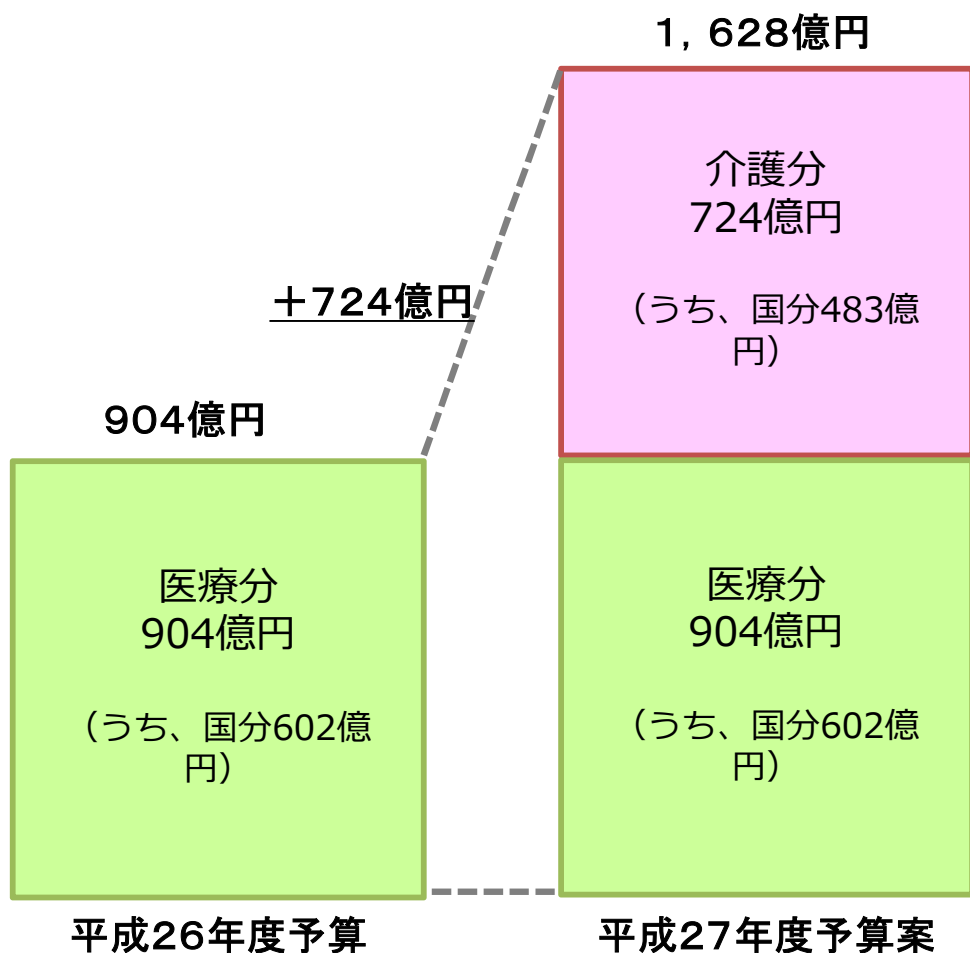 1，628億円
介護分
724億円
（うち、国分483億
円）
＋724億円
904億円
医療分
904億円
（うち、国分602億
円）
医療分
904億円
（うち、国分602億
円）
平成26年度予算
平成27年度予算案